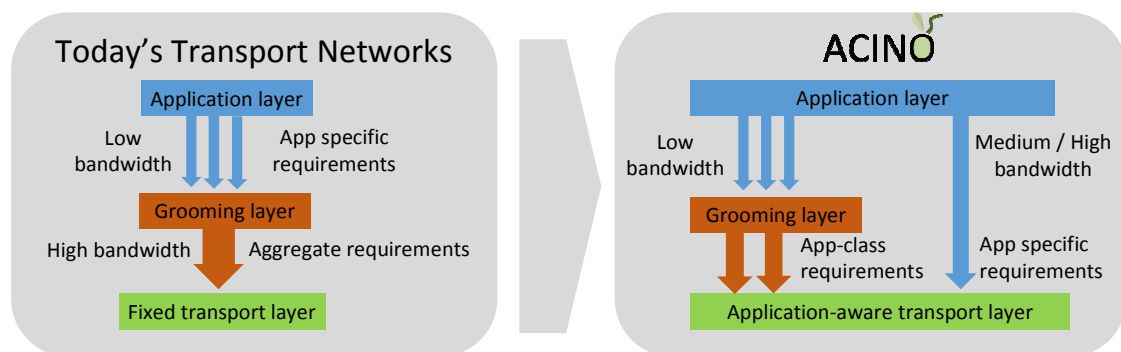 Today's Transport Networks
Application layer
Low
bandwidth
App specific
requirements
Grooming layer
High bandwidth
Aggregate requirements
Fixed transport layer
ACINO
Application layer
Low
bandwidth
Medium / High
bandwidth
Grooming layer
App-class
requirements
App specific
requirements
Application-aware transport layer